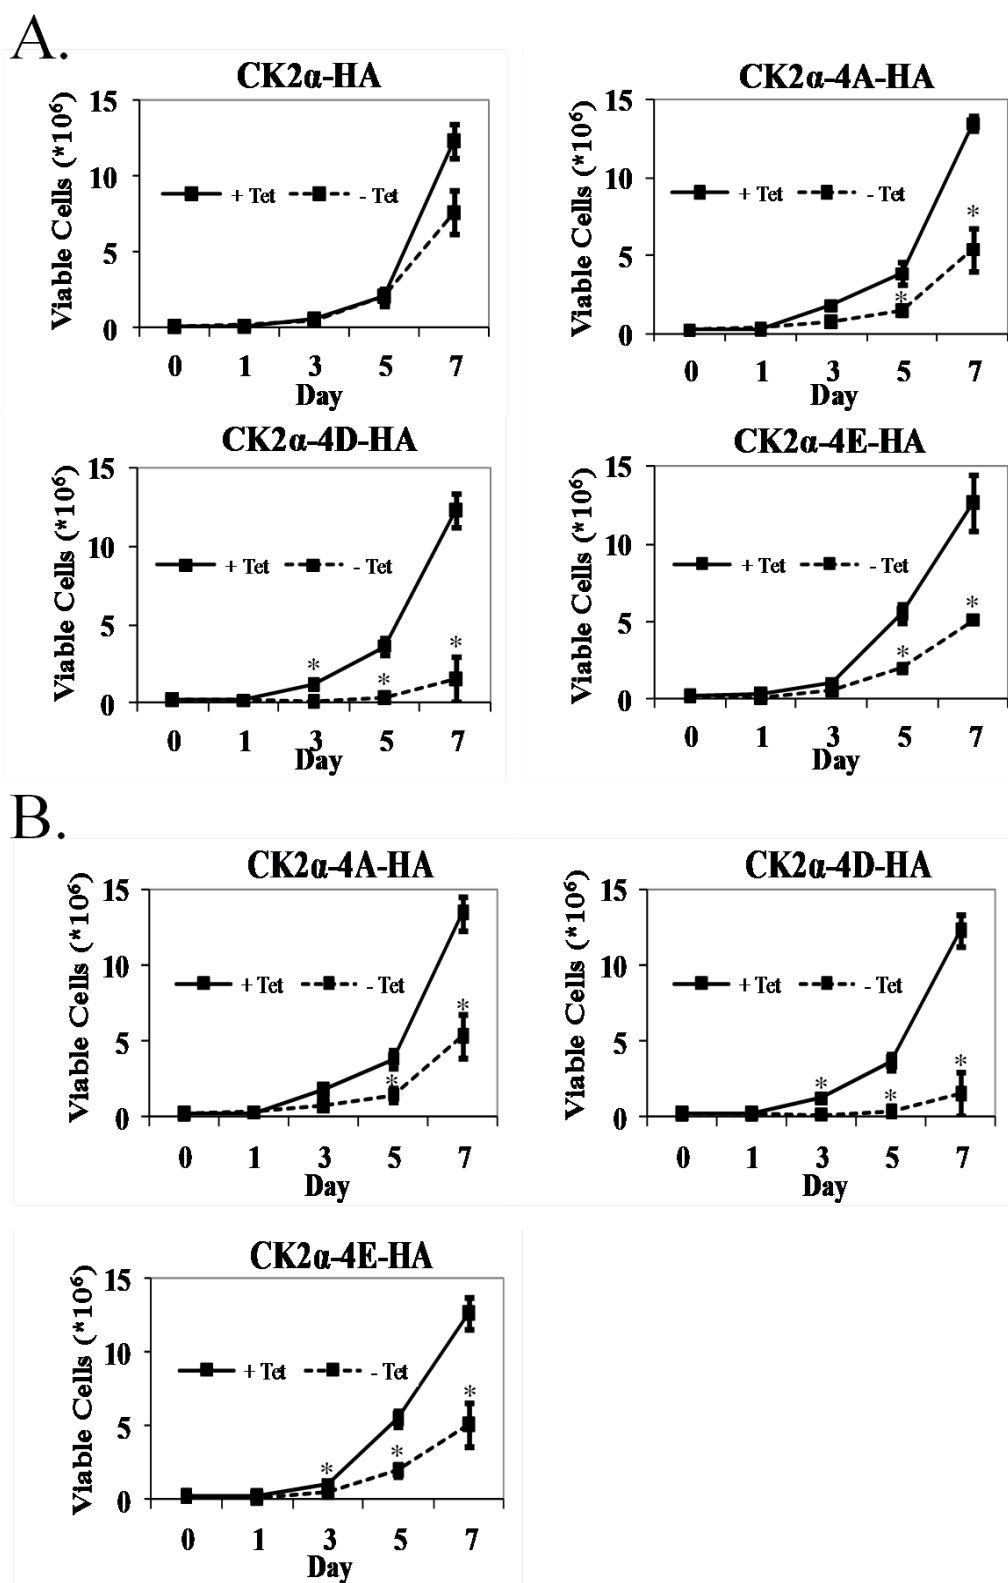 A.
CK2α-HA
Viable Cells (*10⁶)
15
10
5
0
+ Tet - Tet
0 1 3 5 7
Day
CK2α-4A-HA
Viable Cells (*10⁶)
15
10
5
0
+ Tet - Tet
*
*
0 1 3 5 7
Day
CK2α-4D-HA
Viable Cells (*10⁶)
15
10
5
0
+ Tet - Tet
*
*
*
0 1 3 5 7
Day
CK2α-4E-HA
Viable Cells (*10⁶)
15
10
5
0
+ Tet - Tet
*
*
0 1 3 5 7
Day
B.
CK2α-4A-HA
Viable Cells (*10⁶)
15
10
5
0
+ Tet - Tet
*
*
0 1 3 5 7
Day
CK2α-4D-HA
Viable Cells (*10⁶)
15
10
5
0
+ Tet - Tet
*
*
*
0 1 3 5 7
Day
CK2α-4E-HA
Viable Cells (*10⁶)
15
10
5
0
+ Tet - Tet
*
*
*
0 1 3 5 7
Day